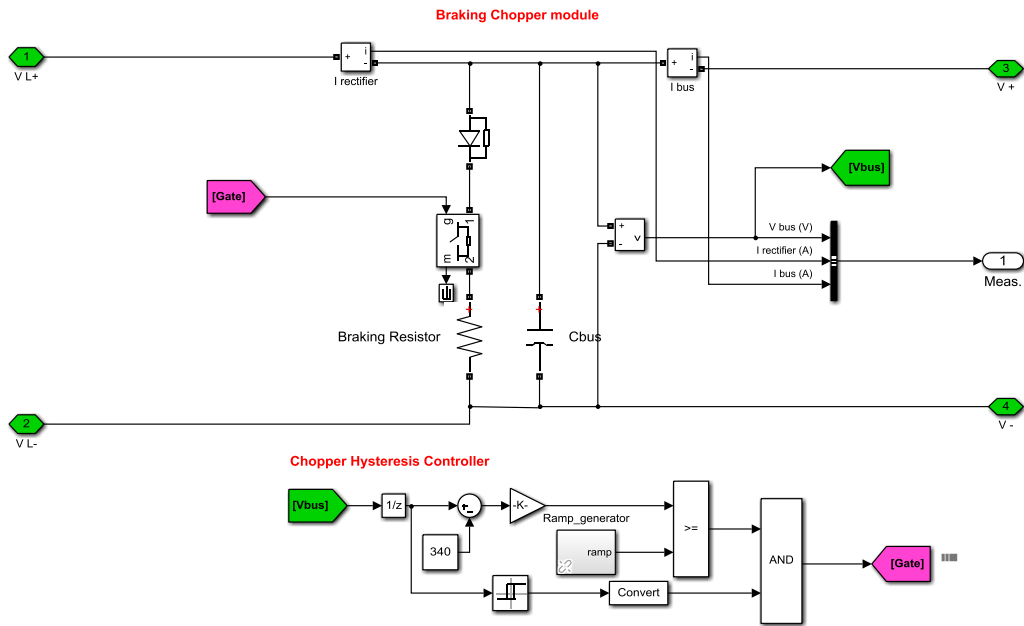 Braking Chopper module
1
V L+
+
i
-
I rectifier
+
i
-
I bus
3
V +
[Gate]
g
1
m
2
+
-
v
[Vbus]
V bus (V)
I rectifier (A)
I bus (A)
1
Meas.
+
+
Braking Resistor
Cbus
2
V L-
4
V -
Chopper Hysteresis Controller
[Vbus]
1/z
+
-
-K-
Ramp_generator
340
ramp
>=
AND
[Gate]
Convert